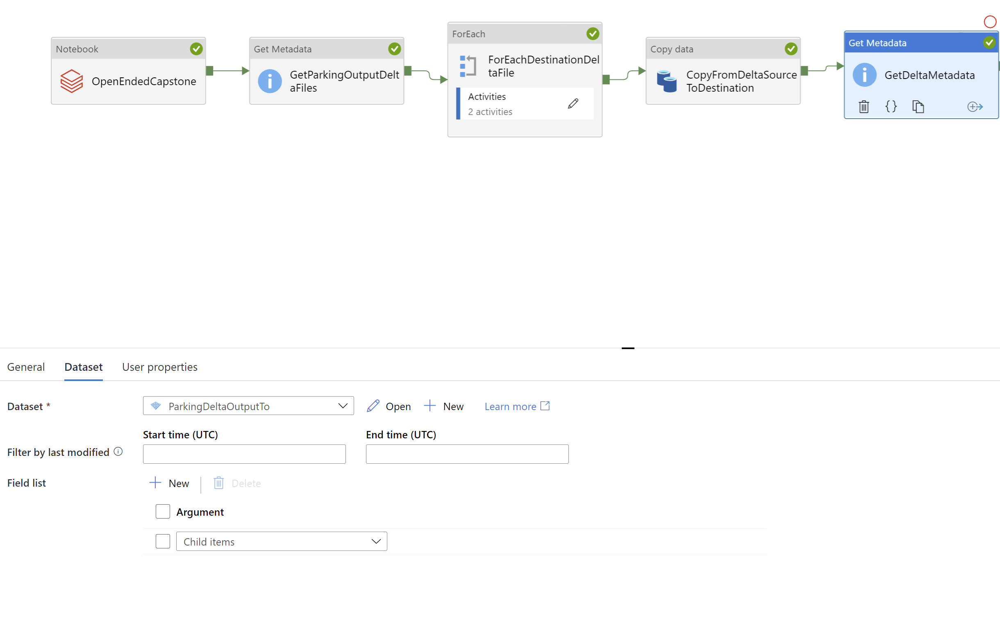 Notebook
OpenEndedCapstone
Get Metadata
GetParkingOutputDelt
aFiles
ForEach
ForEachDestinationDel
taFile
Activities
2 activities
Copy data
CopyFromDeltaSource
ToDestination
Get Metadata
GetDeltaMetadata
General
Dataset
User properties
Dataset *
ParkingDeltaOutputTo
Open
New
Learn more
Start time (UTC)
End time (UTC)
Filter by last modified
Field list
New
Delete
Argument
Child items